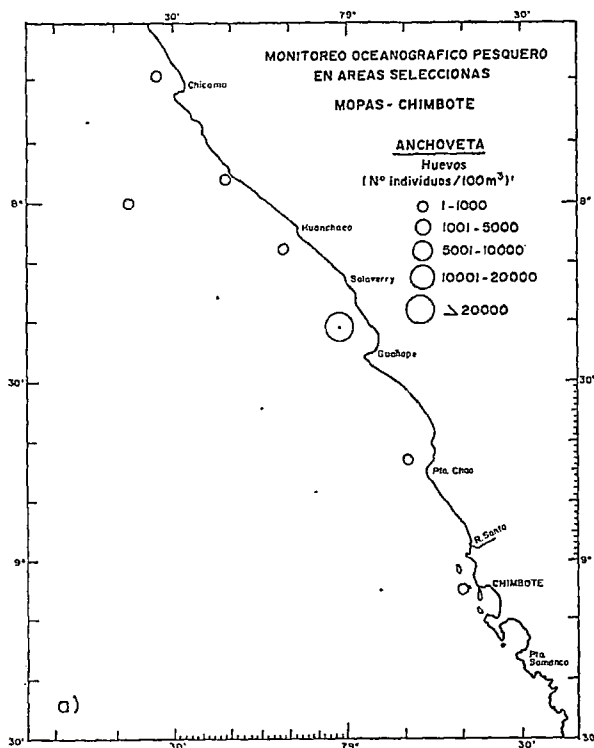 30' 79° 30'
MONITOREO OCEANOGRAFICO PESQUERO
EN AREAS SELECCIONAS
MOPAS - CHIMBOTE
ANCHOVETA
Huevos
(N° individuos/100m³)
1-1000
1001-5000
5001-10000
10001-20000
>20000
Chicama
8° 8°
Huanchaco
Salaverry
Guañape
30' 30'
Pta. Chao
R. Santa
9° 9°
CHIMBOTE
Pta.
Samanco
a)
30' 30' 79° 30' 30'